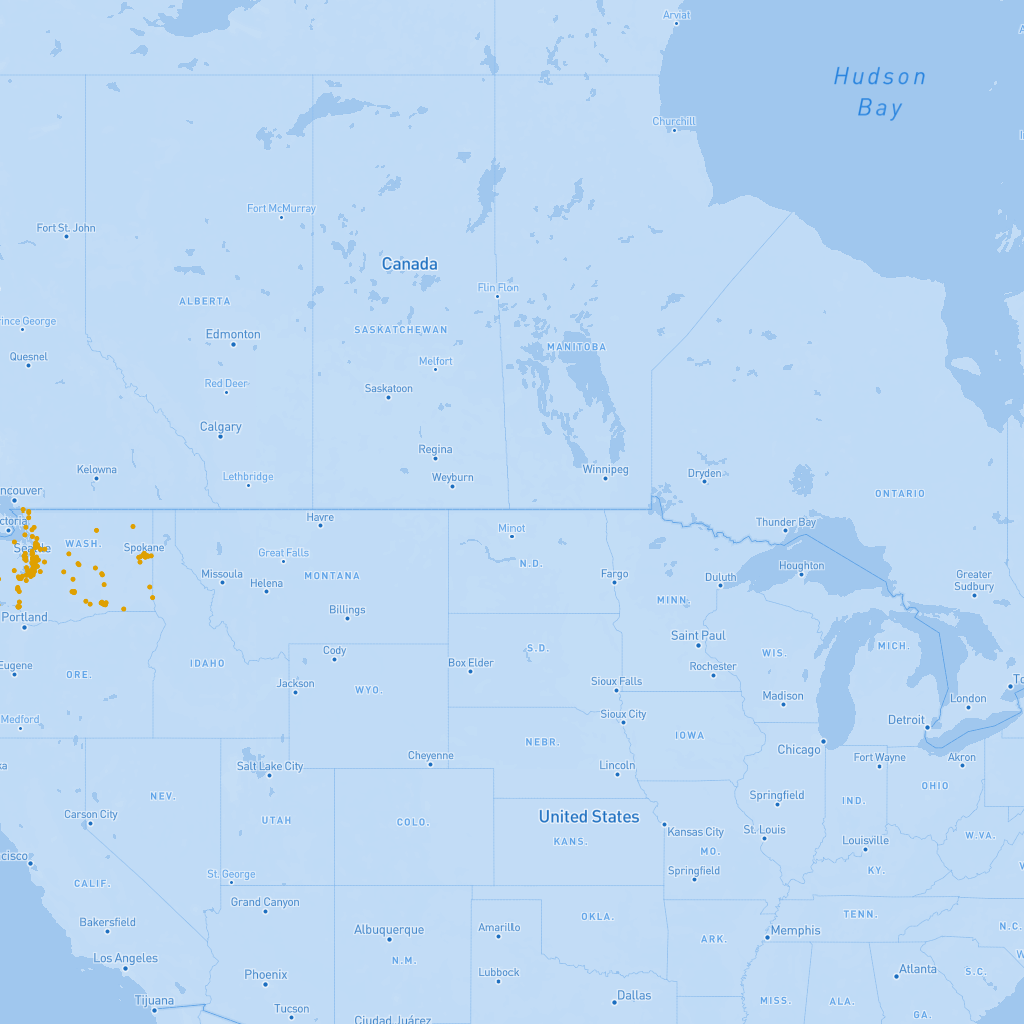 Arviat
Hudson
Bay
Churchill
Fort McMurray
Fort St. John
Canada
Flin Flon
ALBERTA
rince George
SASKATCHEWAN
Edmonton
MANITOBA
Quesnel
Melfort
Red Deer
Saskatoon
Calgary
Regina
Kelowna
Winnipeg
Lethbridge
Weyburn
Dryden
ncouver
ONTARIO
ctoria
Havre
Minot
Thunder Bay
Seattle
WASH.
Spokane
Great Falls
N.D.
Houghton
Missoula
MONTANA
Fargo
Duluth
Greater
Sudbury
Helena
MINN.
Billings
Portland
Saint Paul
MICH.
Cody
S.D.
WIS.
Eugene
IDAHO
Box Elder
Rochester
ORE.
Jackson
WYO.
Sioux Falls
To
Madison
London
Medford
Sioux City
Detroit
NEBR.
IOWA
Chicago
Cheyenne
ka
Salt Lake City
Lincoln
Fort Wayne
Akron
NEV.
OHIO
Springfield
IND.
Carson City
UTAH
COLO.
United States
Kansas City
St. Louis
W.VA.
KANS.
Louisville
MO.
cisco
Springfield
KY.
CALIF.
St. George
Grand Canyon
Bakersfield
OKLA.
TENN.
Albuquerque
Amarillo
ARK.
Memphis
N.C.
Los Angeles
N.M.
Phoenix
Lubbock
Atlanta
S.C.
Tijuana
Tucson
Dallas
MISS.
ALA.
GA.
Ciudad Juárez